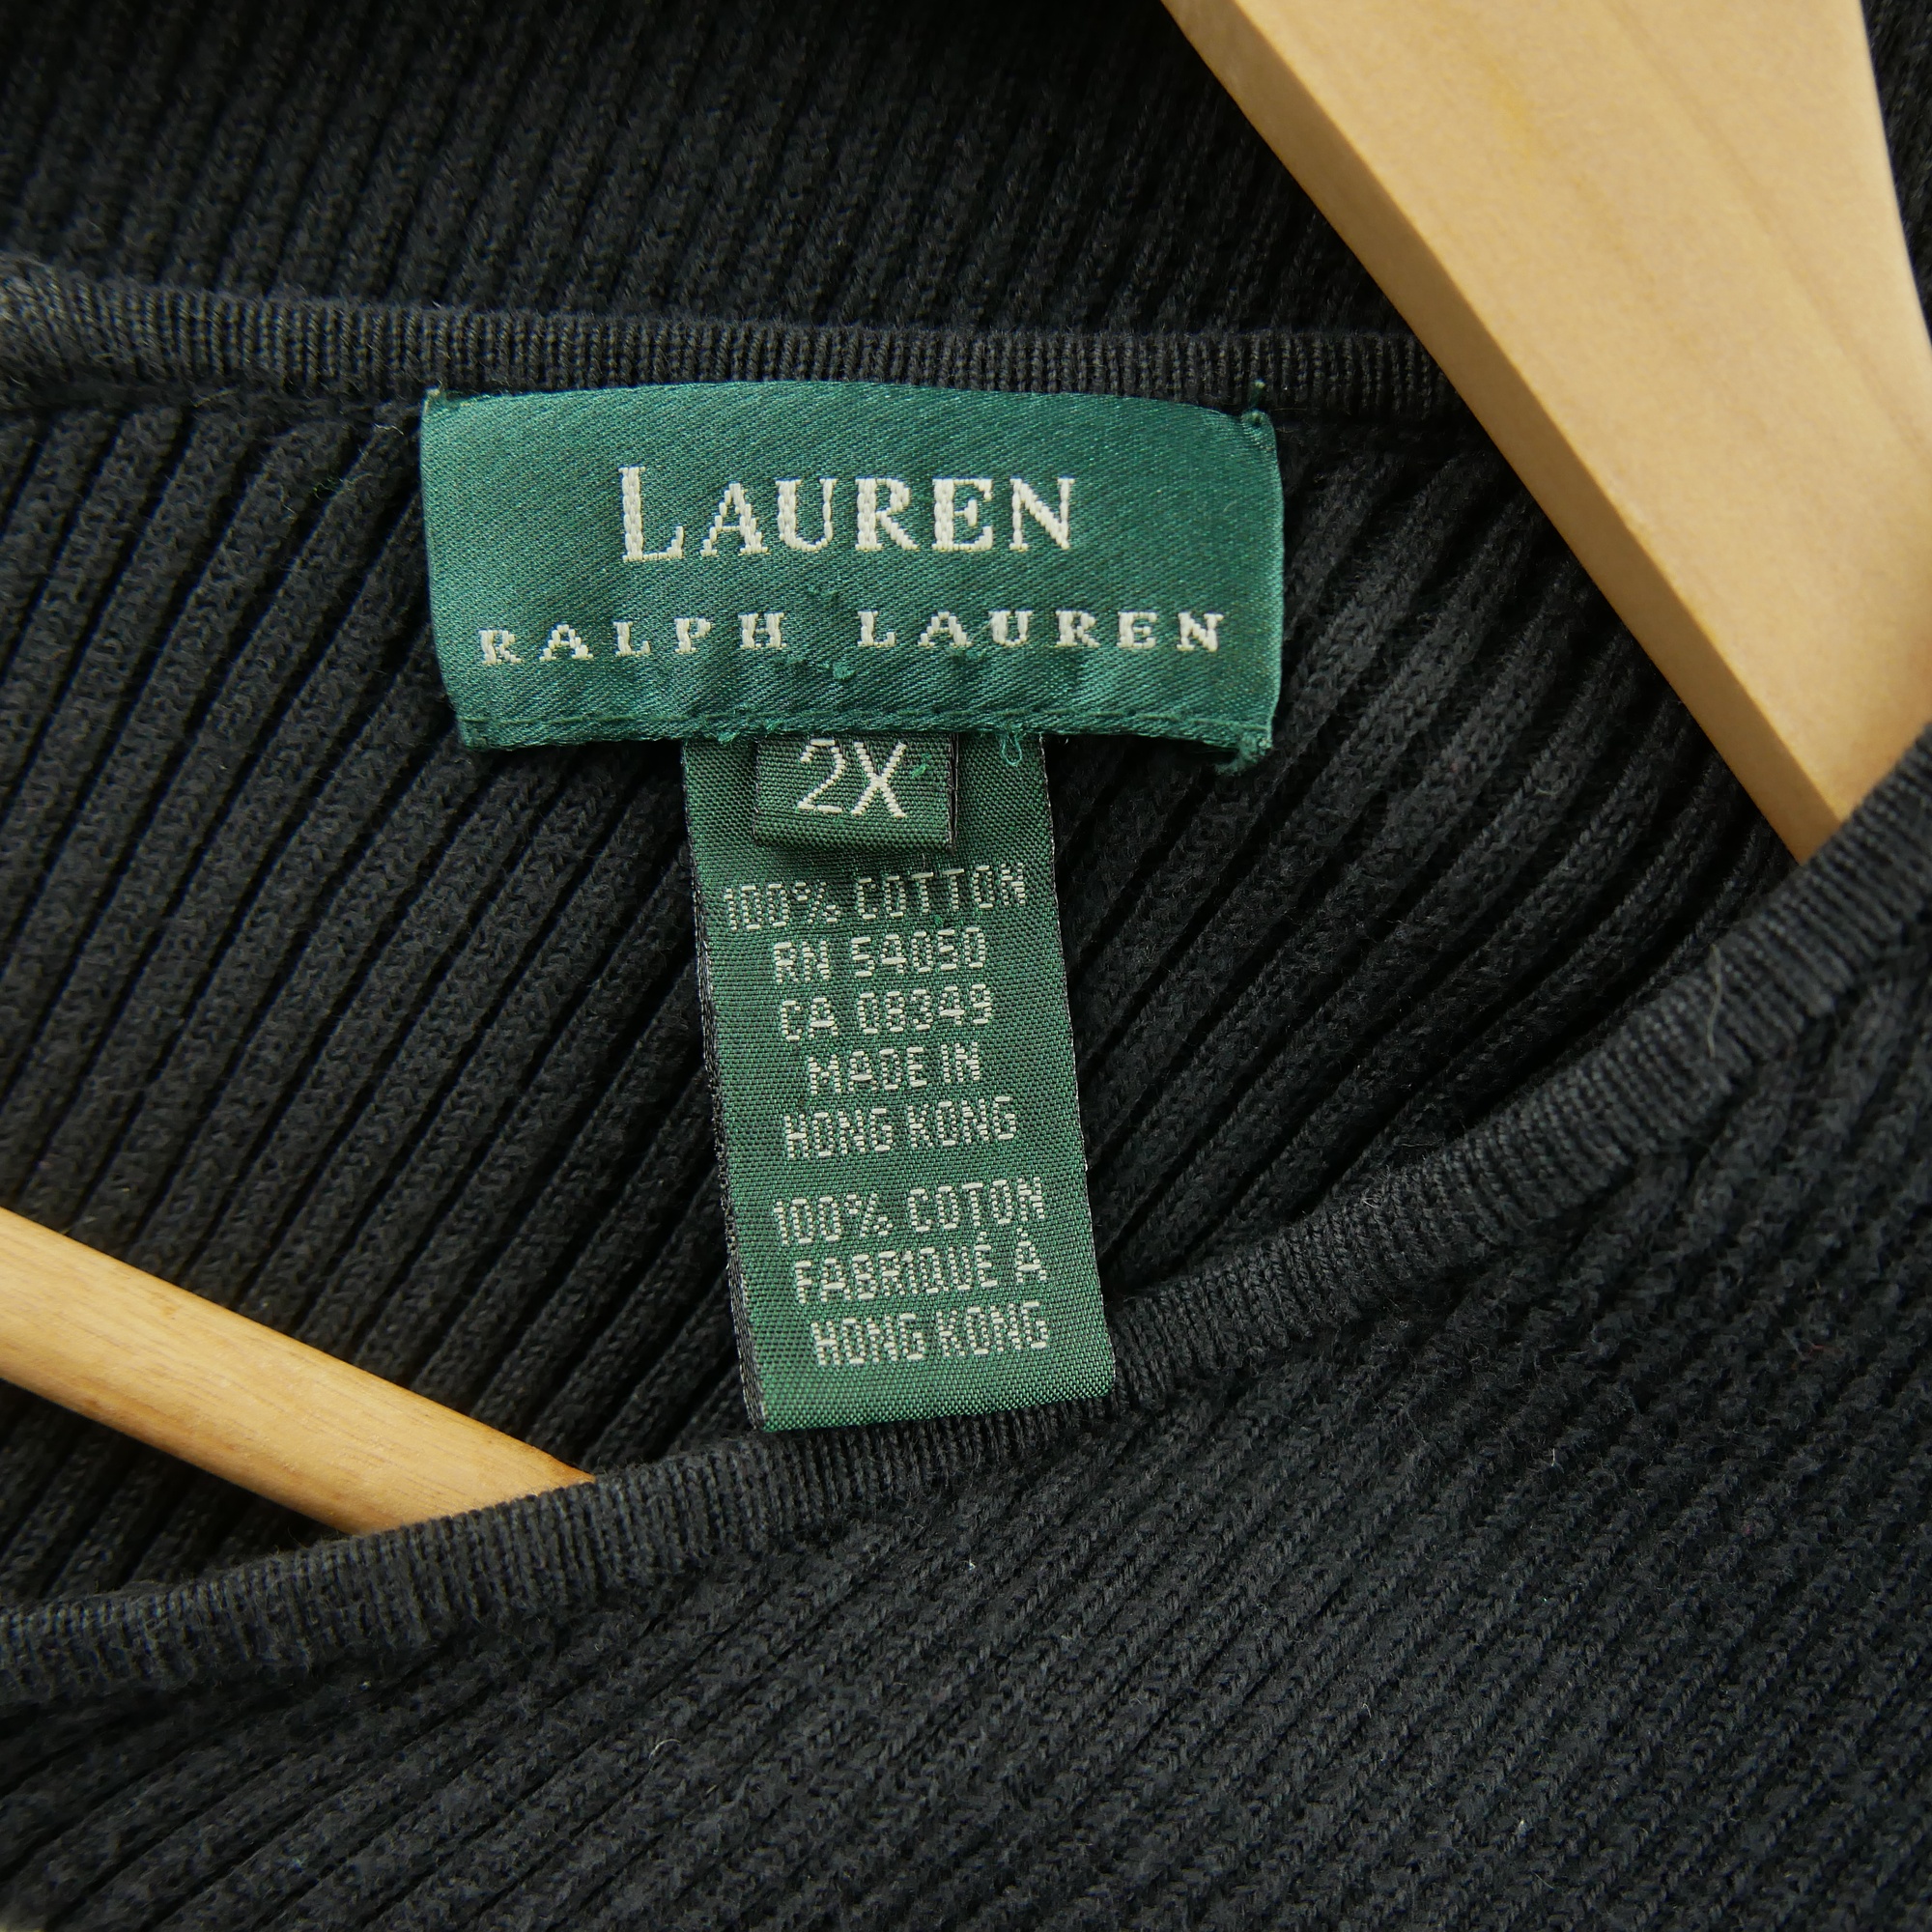 LAUREN
RALPH LAUREN
2X
100% COTTON
RN 54050
CA 08349
MADE IN
HONG KONG
100% COTON
FABRIQUÉ À
HONG KONG